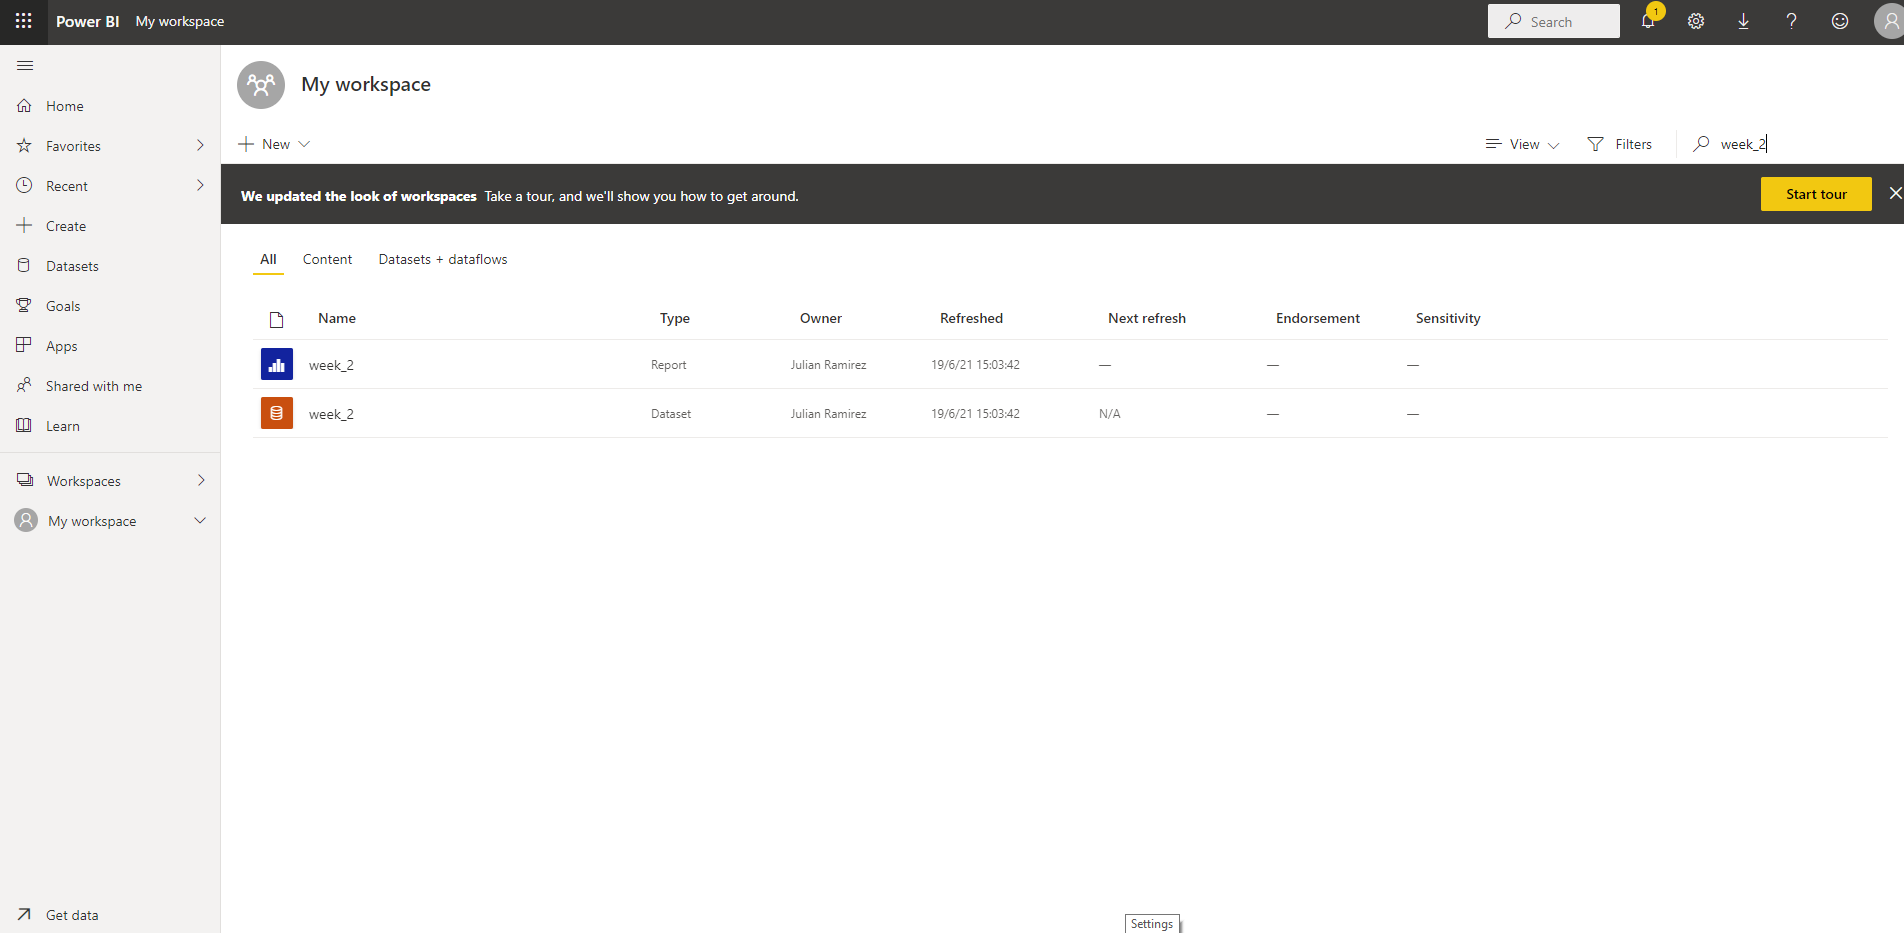 Power BI My workspace Search 1
My workspace
Home
Favorites
Recent
Create
Datasets
Goals
Apps
Shared with me
Learn
Workspaces
My workspace
Get data
New View Filters week_2
We updated the look of workspaces Take a tour, and we'll show you how to get around. Start tour
All Content Datasets + dataflows
Name Type Owner Refreshed Next refresh Endorsement Sensitivity
week_2 Report Julian Ramirez 19/6/21 15:03:42 — — —
week_2 Dataset Julian Ramirez 19/6/21 15:03:42 N/A — —
Settings